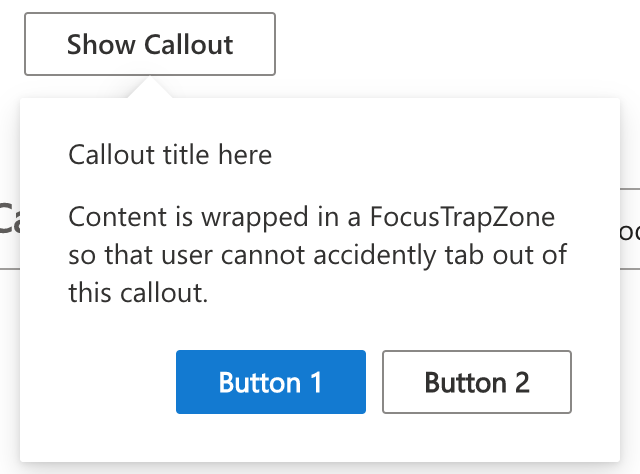 Show Callout
Callout title here
Content is wrapped in a FocusTrapZone
so that user cannot accidently tab out of
this callout.
Button 1
Button 2